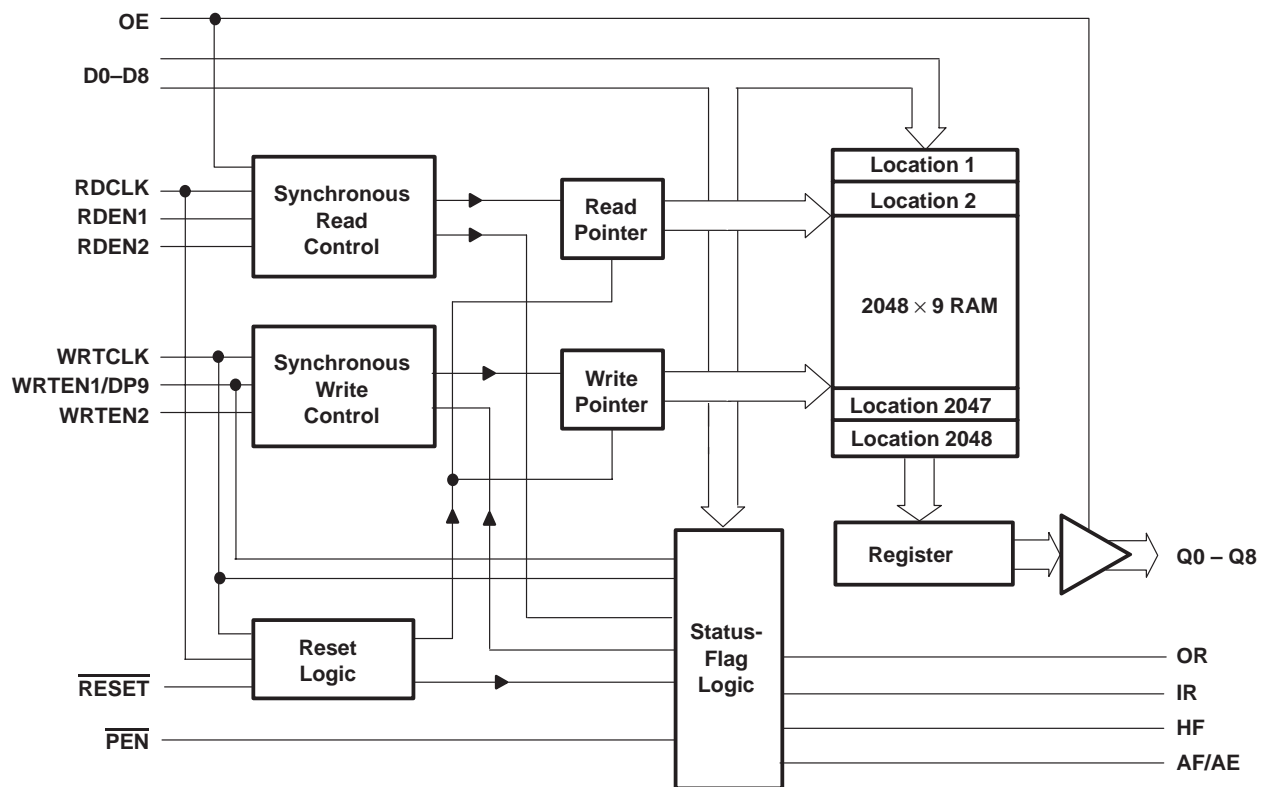 OE
D0–D8
RDCLK
RDEN1
RDEN2
Synchronous
Read
Control
Read
Pointer
Location 1
Location 2
2048 × 9 RAM
Location 2047
Location 2048
WRTCLK
WRTEN1/DP9
WRTEN2
Synchronous
Write
Control
Write
Pointer
Register
Q0 – Q8
Reset
Logic
RESET
PEN
Status-
Flag
Logic
OR
IR
HF
AF/AE